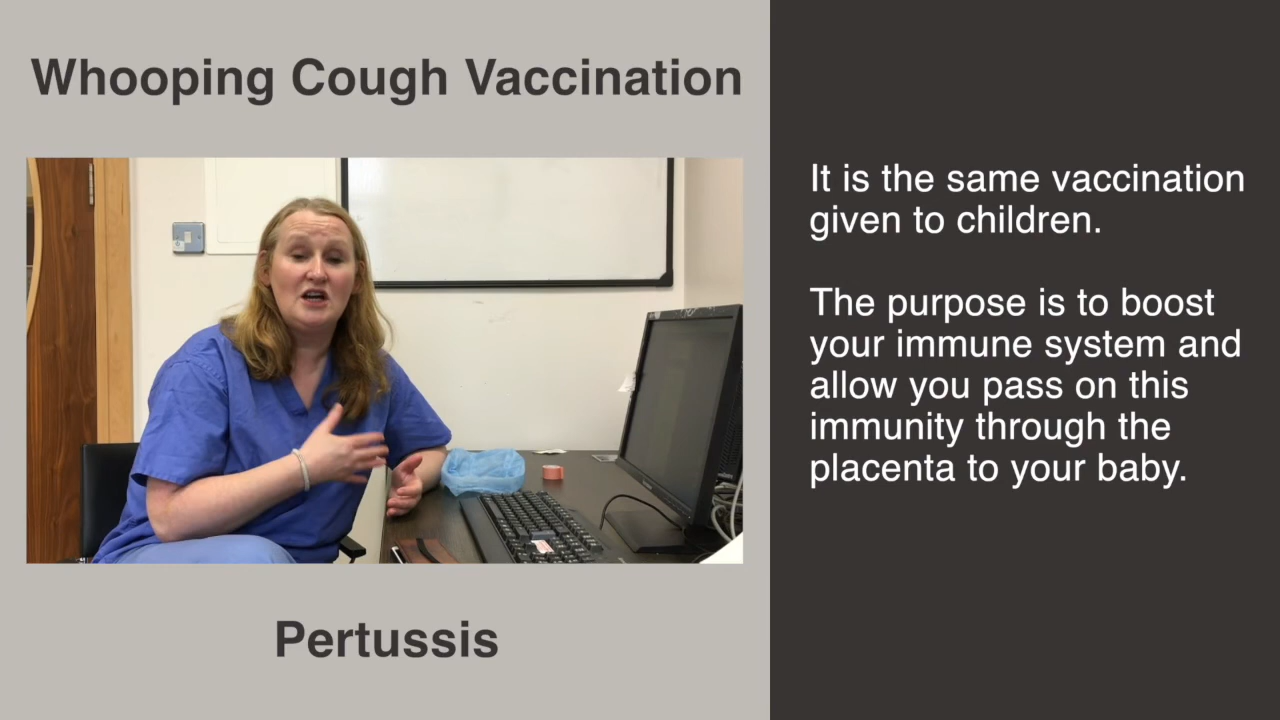 Whooping Cough Vaccination
It is the same vaccination
given to children.
The purpose is to boost
your immune system and
allow you pass on this
immunity through the
placenta to your baby.
Pertussis